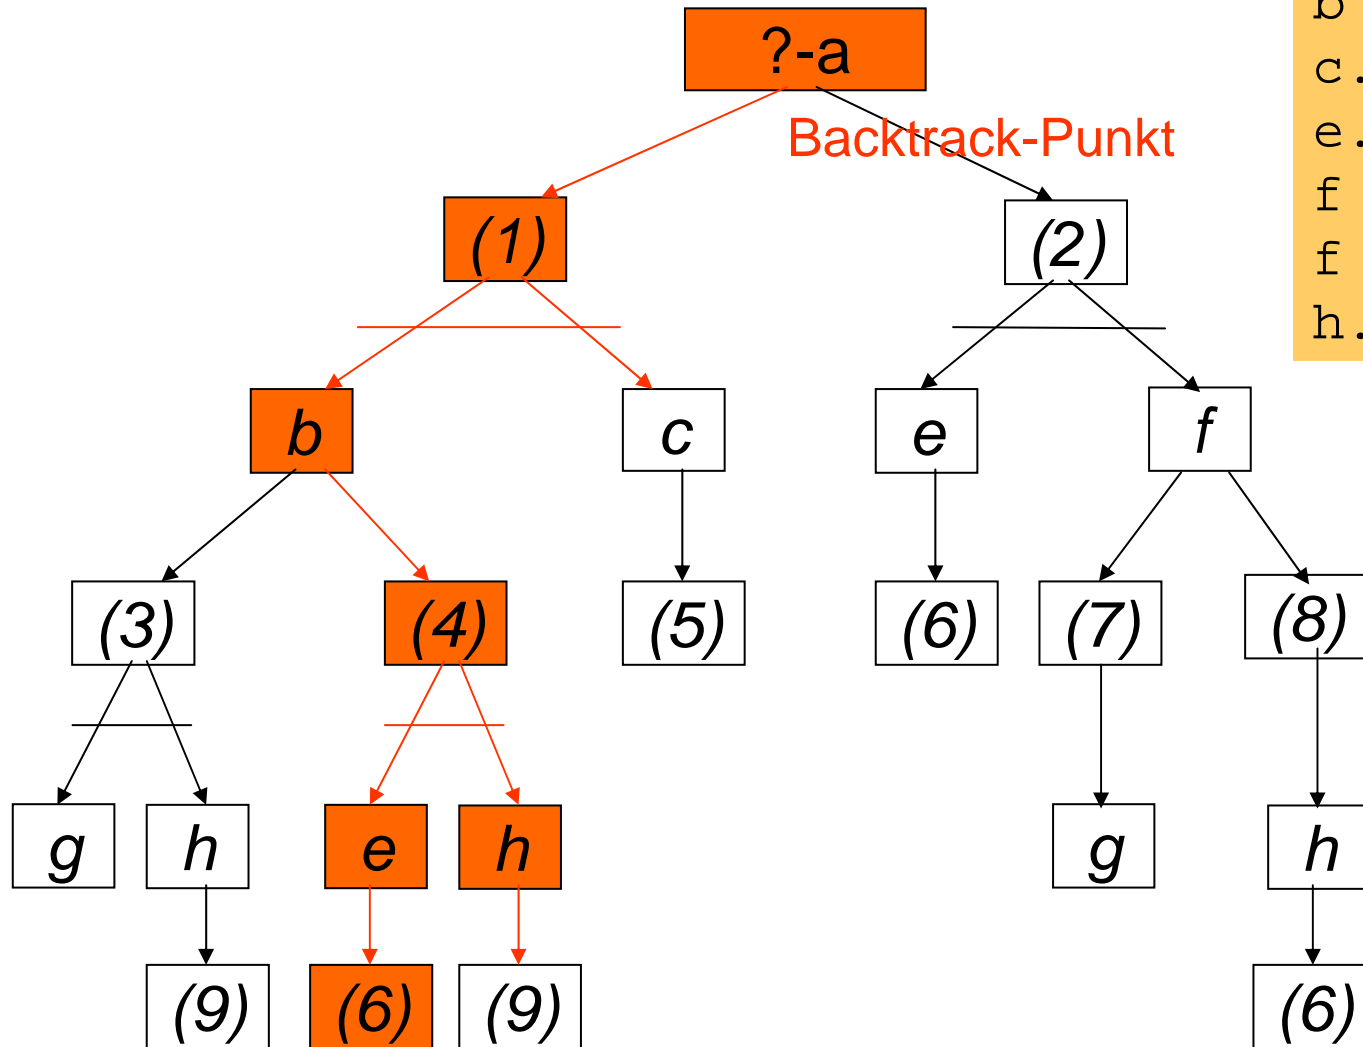 ?-a
Backtrack-Punkt
(1)
(2)
b
c
e
f
(3)
(4)
(5)
(6)
(7)
(8)
g
h
e
h
g
h
(9)
(6)
(9)
(6)
b
c.
e.
f
f
h.